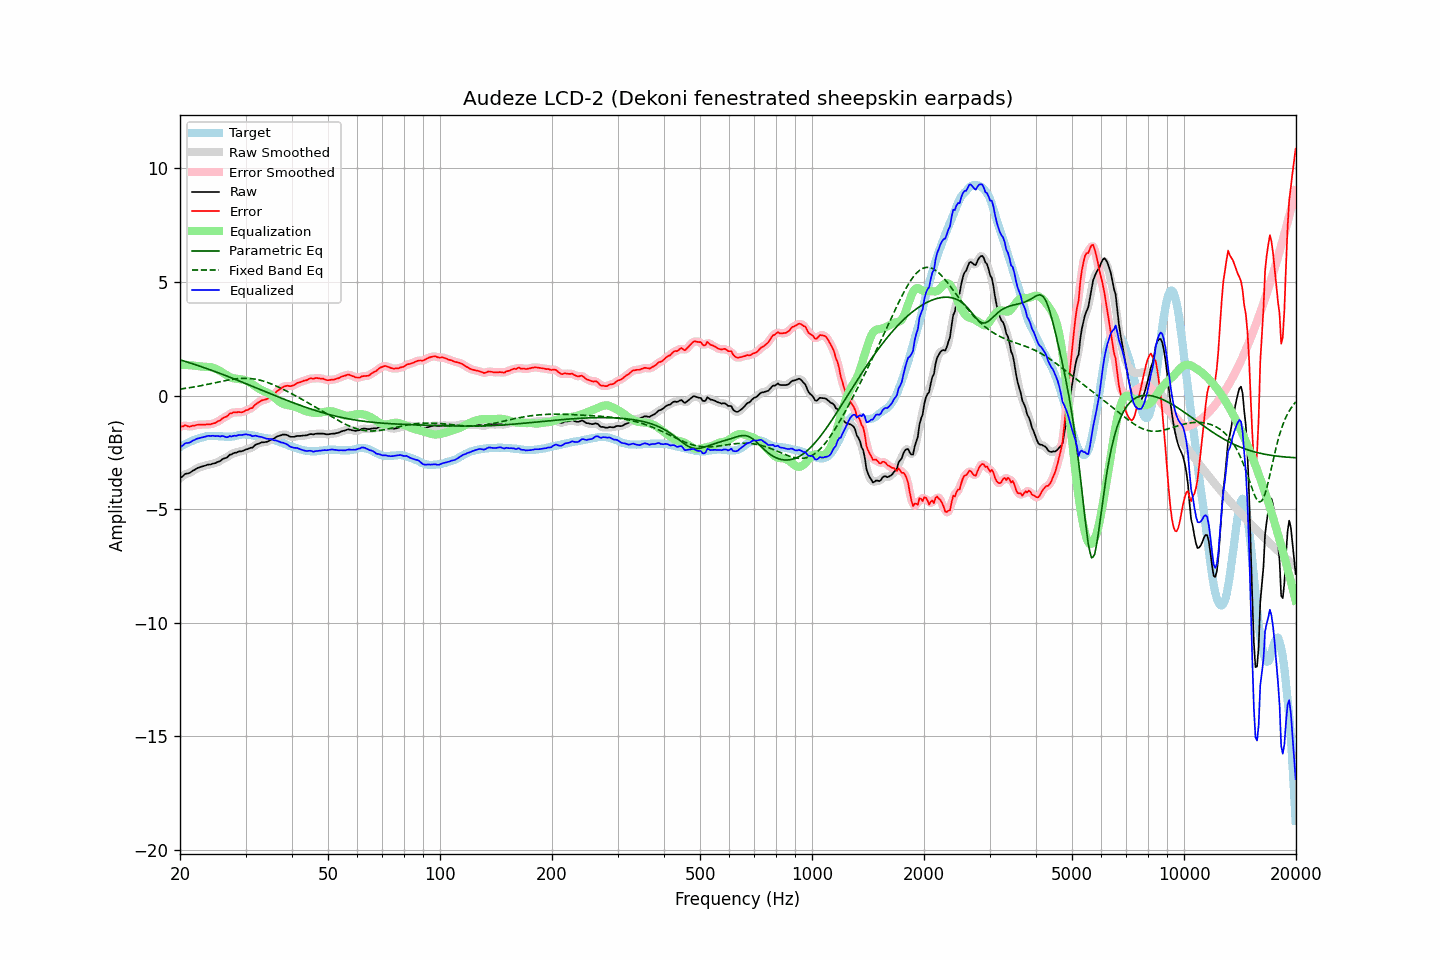 Audeze LCD-2 (Dekoni fenestrated sheepskin earpads)
Target
Raw Smoothed
Error Smoothed
Raw
Error
Equalization
Parametric Eq
Fixed Band Eq
Equalized
10
5
0
−5
−10
−15
−20
Amplitude (dBr)
20 50 100 200 500 1000 2000 5000 10000 20000
Frequency (Hz)